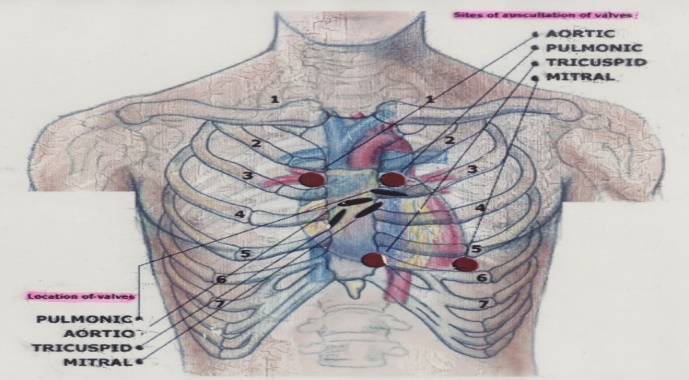 Sites of auscultation of valves
AORTIC
PULMONIC
TRICUSPID
MITRAL
1 1
2 2
3 3
4 4
5 5
6 6
7 7
Location of valves
PULMONIC
AORTIO
TRICUSPID
MITRAL